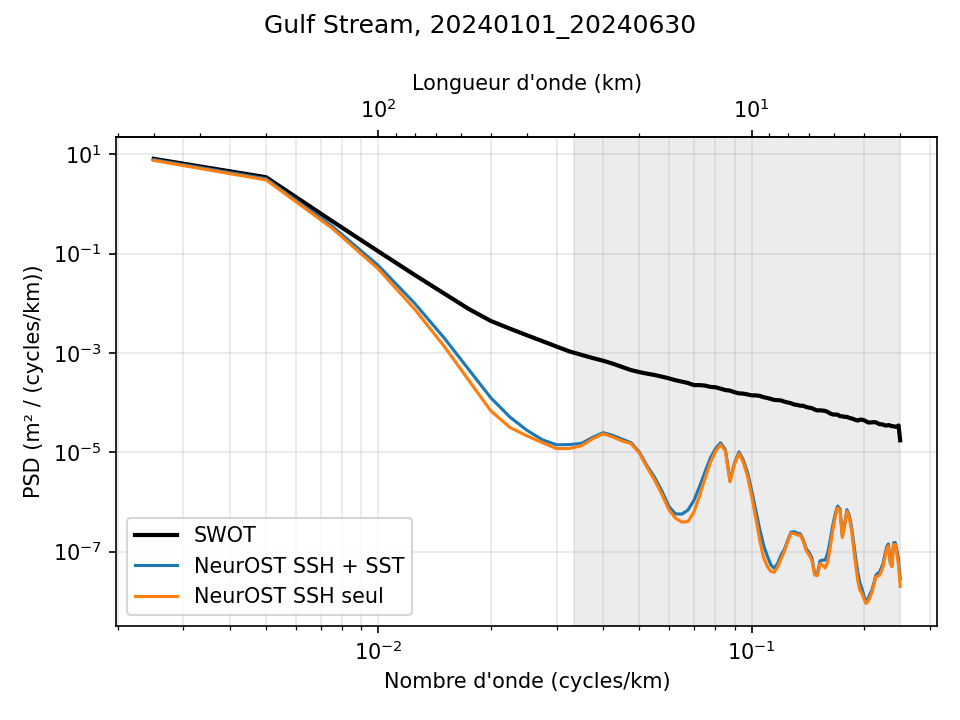 Gulf Stream, 20240101_20240630
Longueur d'onde (km)
10² 10¹
10¹
10⁻¹
10⁻³
10⁻⁵
10⁻⁷
PSD (m² / (cycles/km))
SWOT
NeurOST SSH + SST
NeurOST SSH seul
10⁻² 10⁻¹
Nombre d'onde (cycles/km)